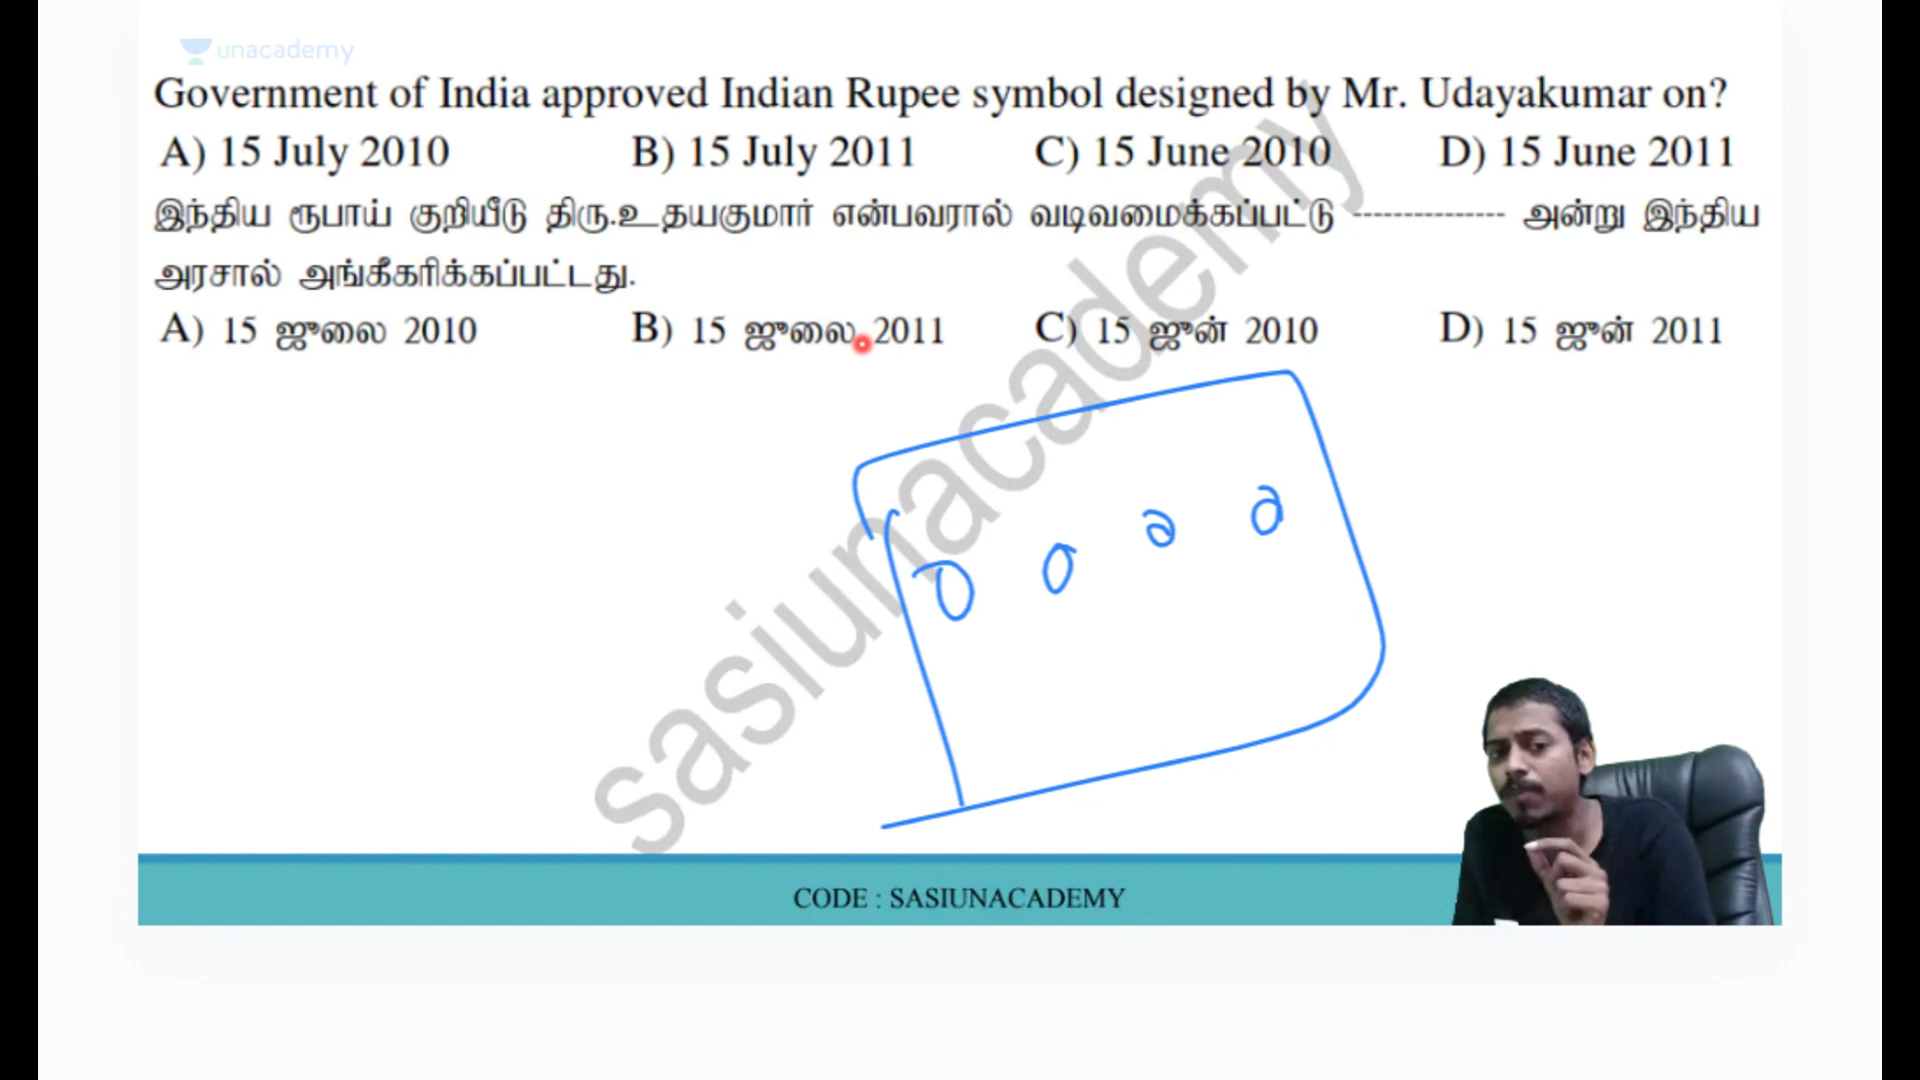 unacademy
Government of India approved Indian Rupee symbol designed by Mr. Udayakumar on?
A) 15 July 2010 B) 15 July 2011 C) 15 June 2010 D) 15 June 2011
இந்திய ரூபாய் குறியீடு திரு.உதயகுமார் என்பவரால் வடிவமைக்கப்பட்டு --------------- அன்று இந்திய
அரசால் அங்கீகரிக்கப்பட்டது.
A) 15 ஜுலை 2010 B) 15 ஜுலை 2011 C) 15 ஜுன் 2010 D) 15 ஜுன் 2011
sasiunacademy
CODE : SASIUNACADEMY